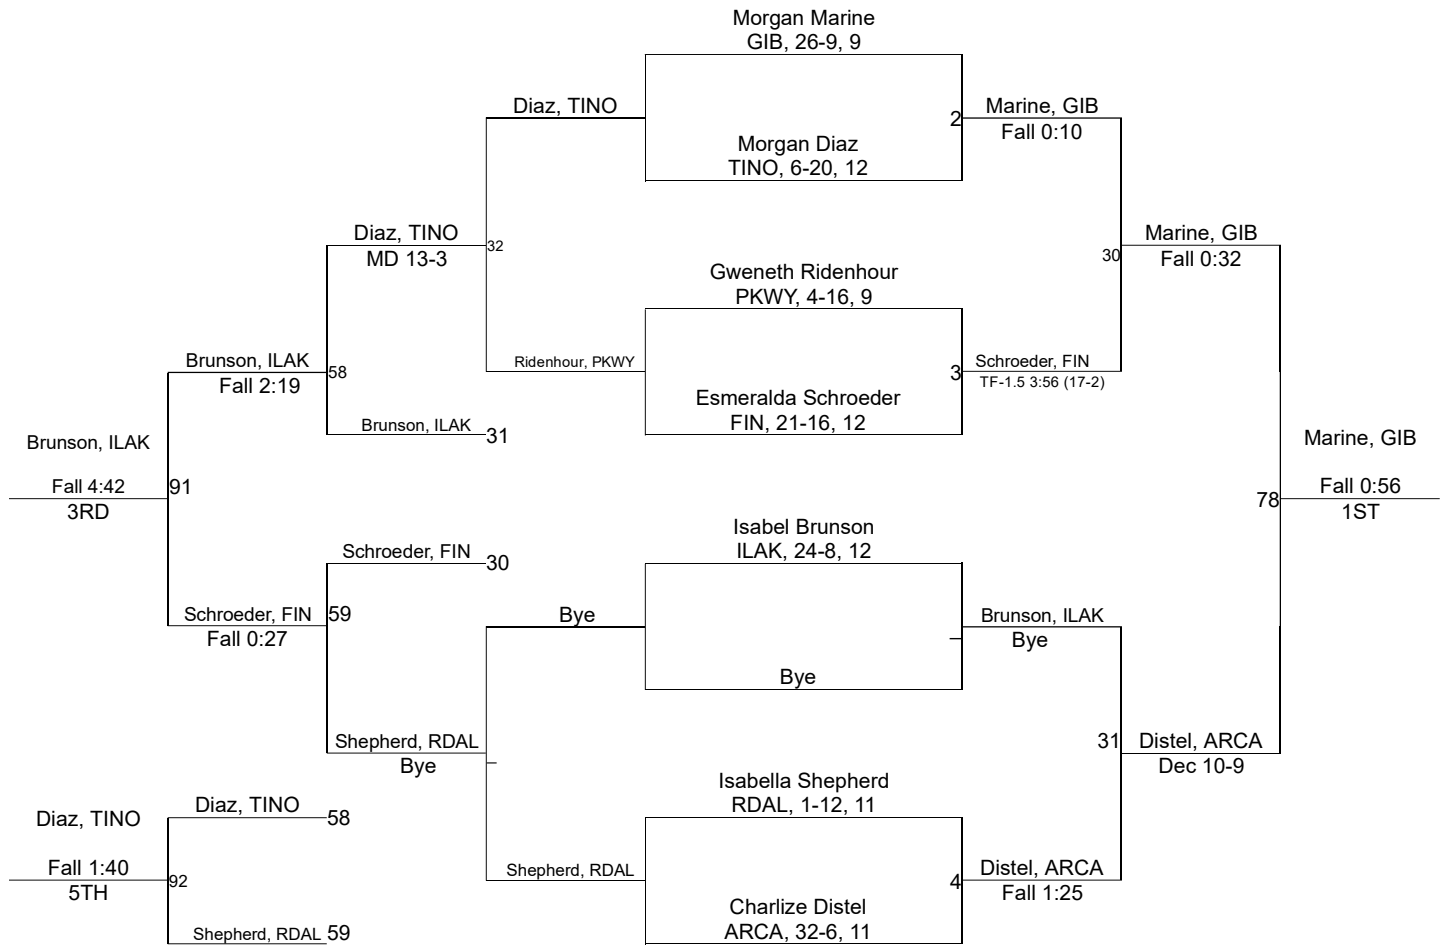 Morgan Marine
GIB, 26-9, 9
Diaz, TINO
2
Marine, GIB
Fall 0:10
Morgan Diaz
TINO, 6-20, 12
Diaz, TINO
MD 13-3
32
Marine, GIB
Fall 0:32
30
Gweneth Ridenhour
PKWY, 4-16, 9
Brunson, ILAK
Fall 2:19
58
Ridenhour, PKWY
3
Schroeder, FIN
TF-1.5 3:56 (17-2)
Esmeralda Schroeder
FIN, 21-16, 12
Brunson, ILAK
31
Brunson, ILAK
Fall 4:42
3RD
91
Marine, GIB
Fall 0:56
1ST
78
Isabel Brunson
ILAK, 24-8, 12
Schroeder, FIN
30
Schroeder, FIN
Fall 0:27
59
Bye
Brunson, ILAK
Bye
Bye
Shepherd, RDAL
Bye
31
Distel, ARCA
Dec 10-9
Isabella Shepherd
RDAL, 1-12, 11
Diaz, TINO
58
Diaz, TINO
Fall 1:40
5TH
92
Shepherd, RDAL
4
Distel, ARCA
Fall 1:25
Charlize Distel
ARCA, 32-6, 11
Shepherd, RDAL
59